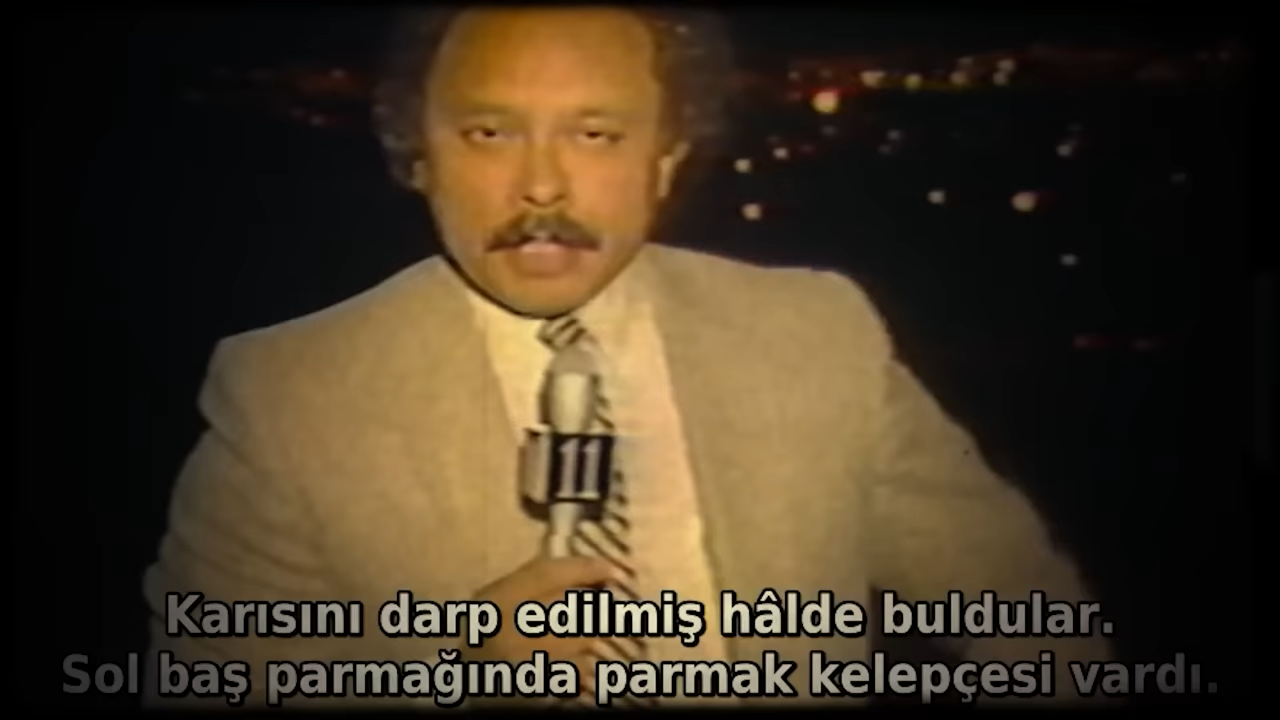 11
Karısını darp edilmiş hâlde buldular.
Sol baş parmağında parmak kelepçesi vardı.